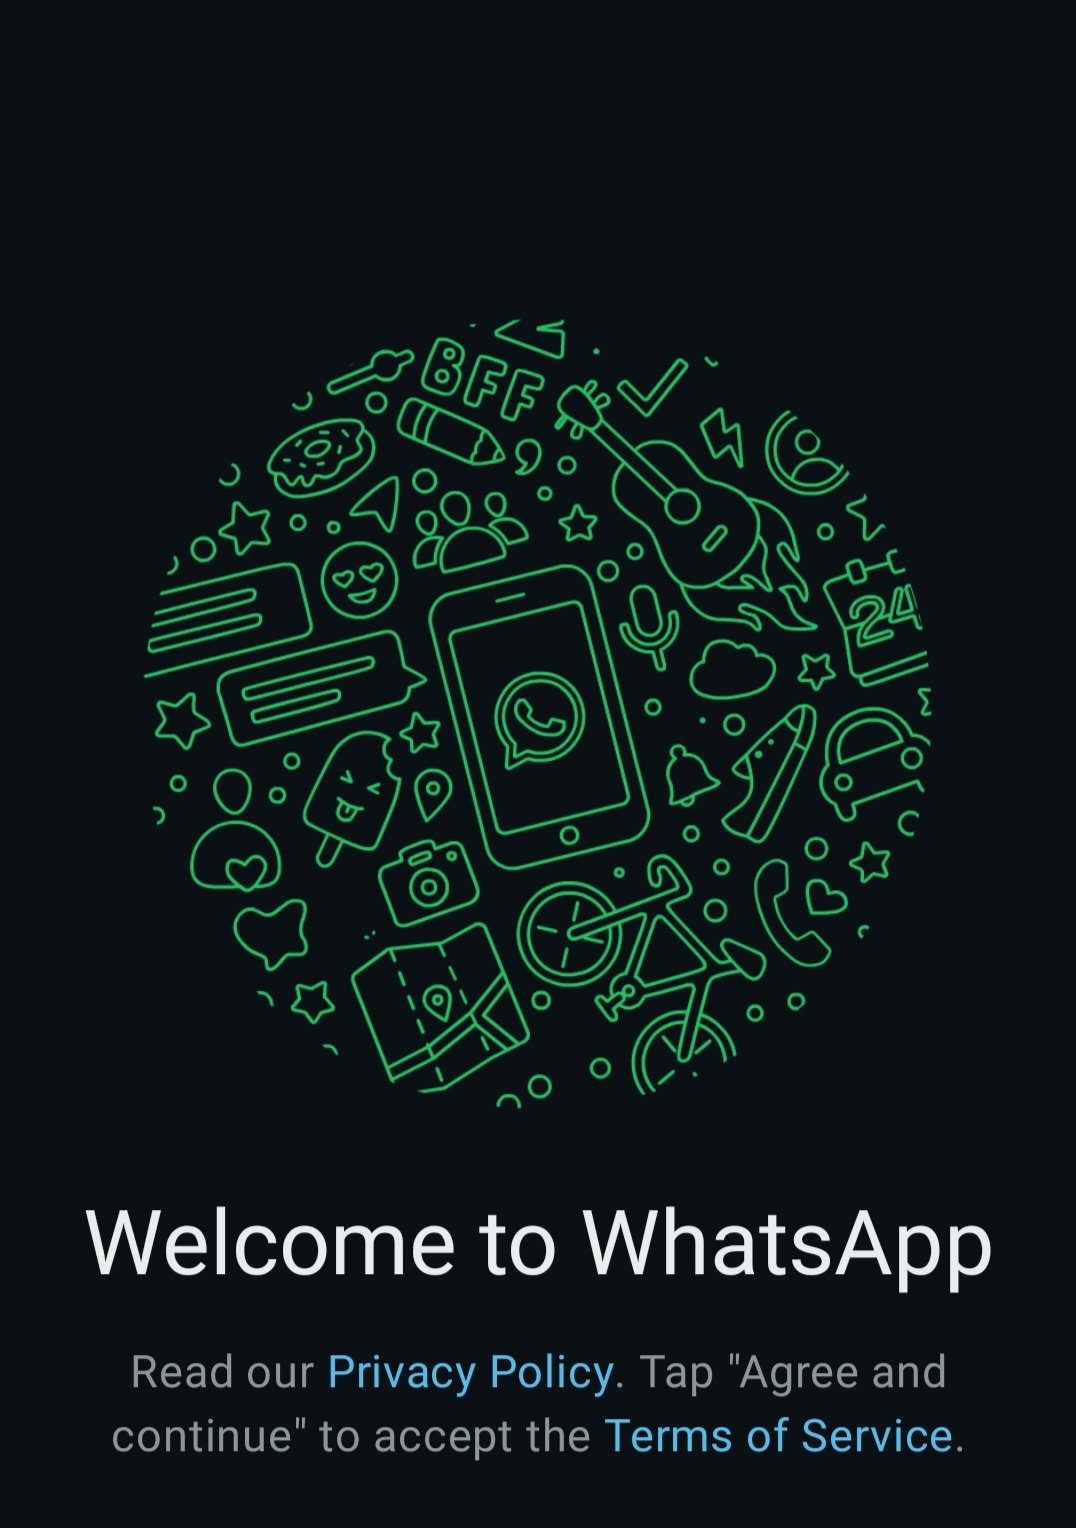 BFF
24
Welcome to WhatsApp
Read our Privacy Policy. Tap "Agree and
continue" to accept the Terms of Service.